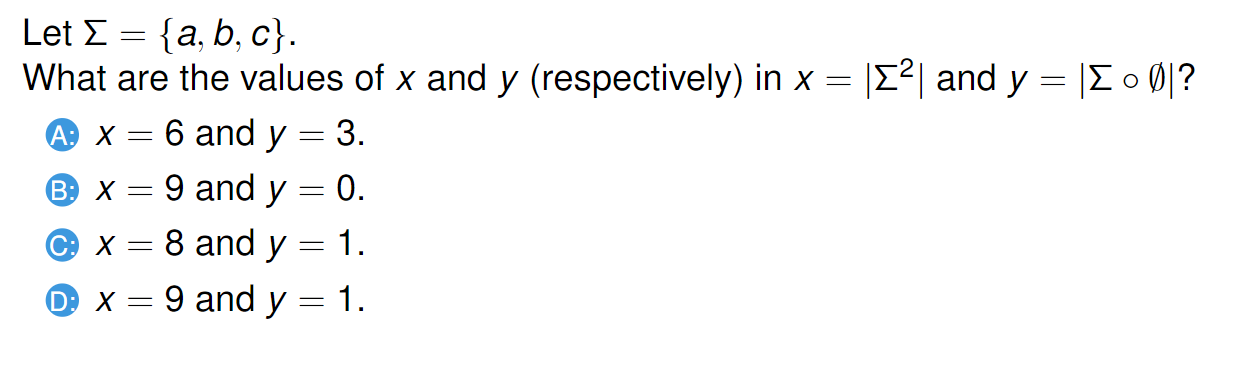 Let Σ = {a, b, c}.
What are the values of x and y (respectively) in x = |Σ²| and y = |Σ ∘ ∅|?
A: x = 6 and y = 3.
B: x = 9 and y = 0.
C: x = 8 and y = 1.
D: x = 9 and y = 1.